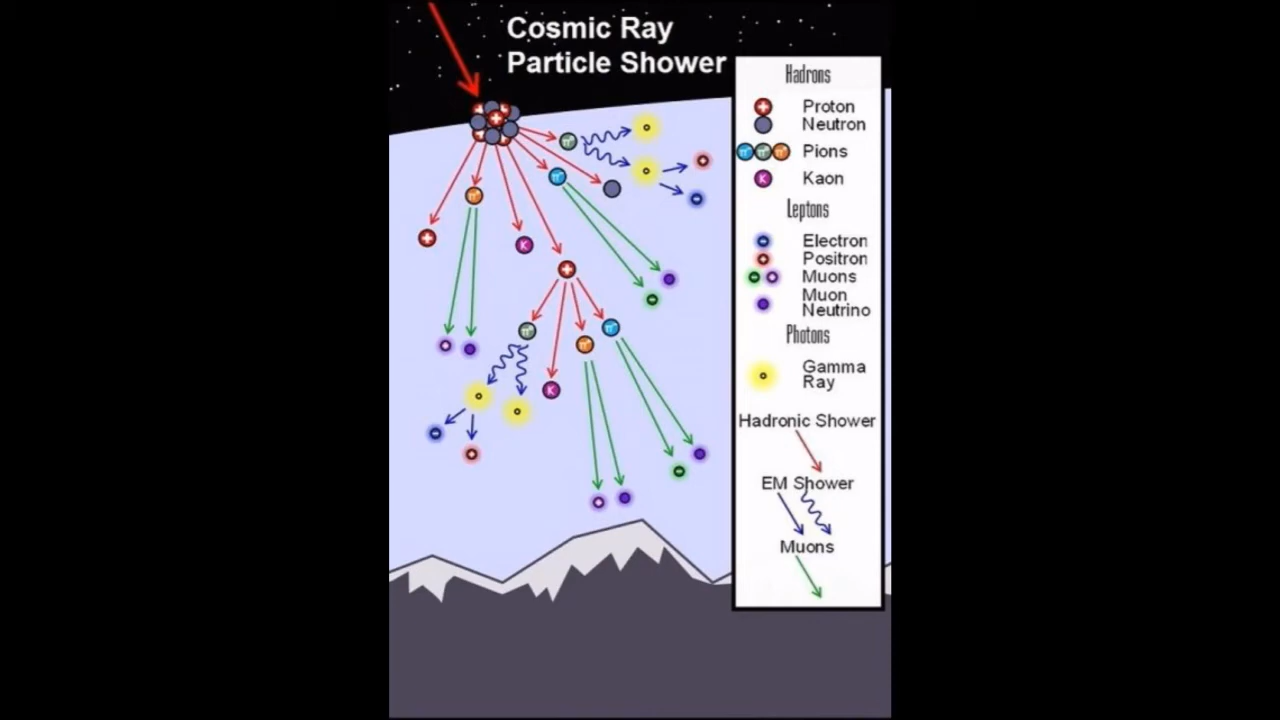 Cosmic Ray
Particle Shower
Hadrons
Proton
Neutron
Pions
K Kaon
Leptons
Electron
Positron
Muons
Muon
Neutrino
Photons
Gamma
Ray
Hadronic Shower
EM Shower
Muons
K
K